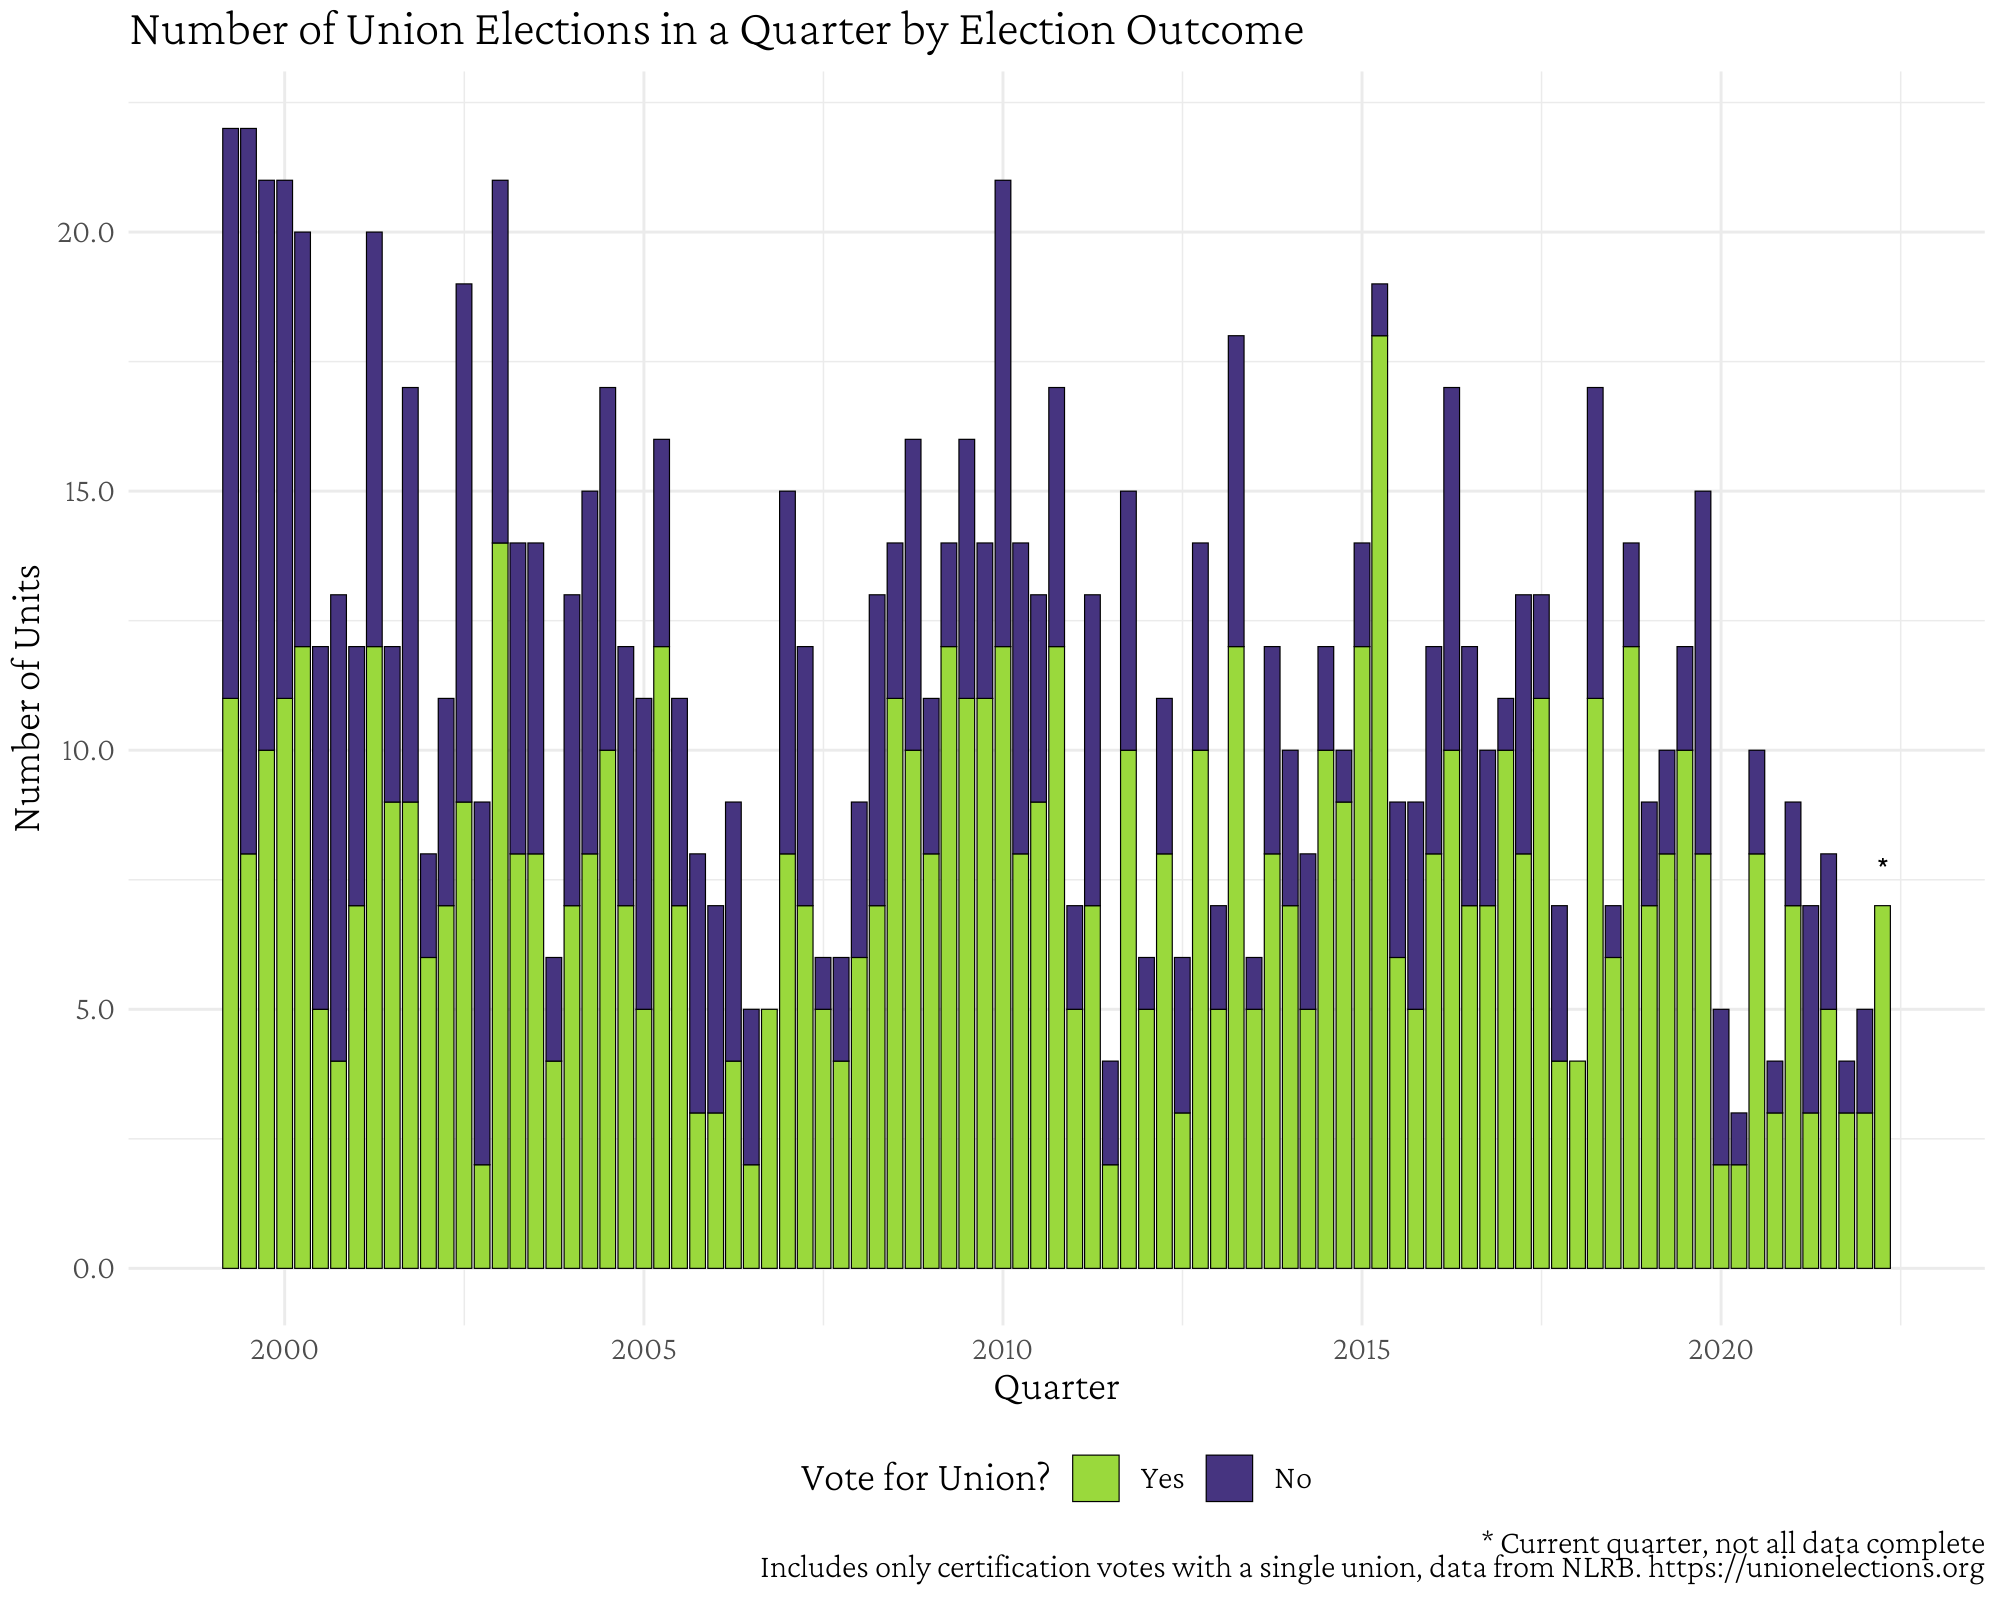 Number of Union Elections in a Quarter by Election Outcome
Number of Units
20.0
15.0
10.0
5.0
0.0
*
2000 2005 2010 2015 2020
Quarter
Vote for Union? Yes No
* Current quarter, not all data complete
Includes only certification votes with a single union, data from NLRB. https://unionelections.org